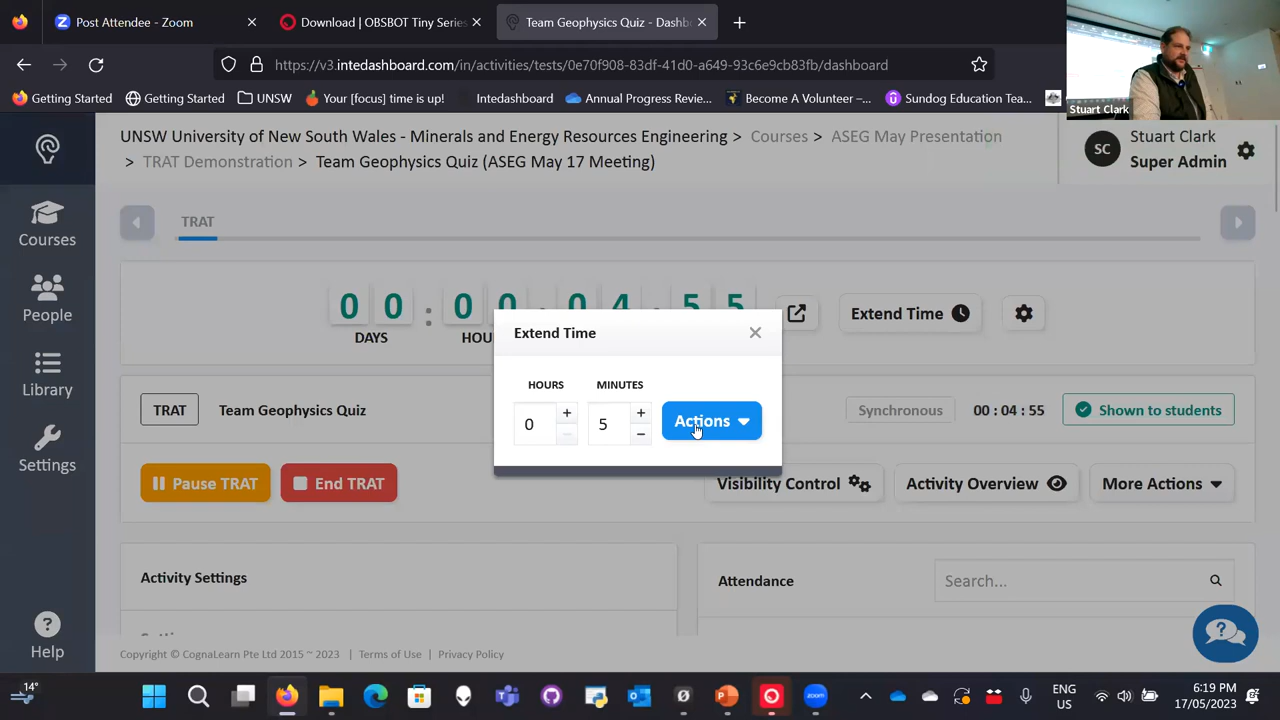 Post Attendee - Zoom
Download | OBSBOT Tiny Series
Team Geophysics Quiz - Dashb
https://v3.intedashboard.com/in/activities/tests/0e70f908-83df-41d0-a649-93c6e9cb83fb/dashboard
Getting Started
Getting Started
UNSW
Your [focus] time is up!
Intedashboard
Annual Progress Revie...
Become A Volunteer –...
Sundog Education Tea...
Stuart Clark
UNSW University of New South Wales - Minerals and Energy Resources Engineering > Courses > ASEG May Presentation
> TRAT Demonstration > Team Geophysics Quiz (ASEG May 17 Meeting)
SC
Stuart Clark
Super Admin
Courses
People
Library
Settings
Help
TRAT
0 0 : 0 0 : 0 4 : 5 5
DAYS
HOU
Extend Time
Extend Time
HOURS
MINUTES
0
5
Actions
TRAT
Team Geophysics Quiz
Synchronous
00 : 04 : 55
Shown to students
Pause TRAT
End TRAT
Visibility Control
Activity Overview
More Actions
Activity Settings
Attendance
Search...
Copyright © CognaLearn Pte Ltd 2015 ~ 2023 | Terms of Use | Privacy Policy
14°
ENG
US
6:19 PM
17/05/2023